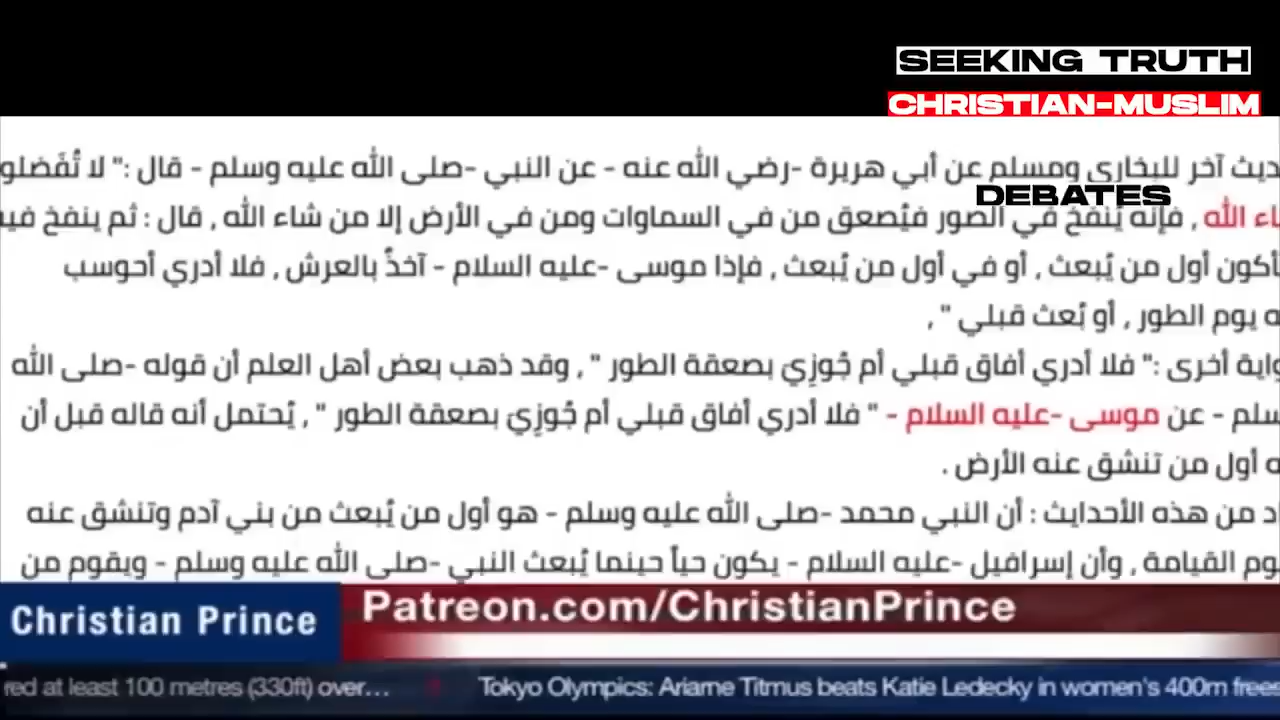 SEEKING TRUTH
CHRISTIAN-MUSLIM
DEBATES
ديث آخر للبخاري ومسلم عن أبي هريرة -رضي الله عنه - عن النبي -صلى الله عليه وسلم - قال :" لا تُفَضلو
اء الله , فإنه يُنفخُ في الصور فيُصعق من في السماوات ومن في الأرض إلا من شاء الله , قال : ثم ينفخ فيه
أكون أول من يُبعث , أو في أول من يُبعث , فإذا موسى -عليه السلام - آخذٌ بالعرش , فلا أدري أحوسب
ه يوم الطور , أو بُعث قبلي " ,
واية أخرى :" فلا أدري أفاق قبلي أم جُوزِيَ بصعقة الطور " , وقد ذهب بعض أهل العلم أن قوله -صلى الله
سلم - عن موسى -عليه السلام - " فلا أدري أفاق قبلي أم جُوزِيَ بصعقة الطور " , يُحتمل أنه قاله قبل أن
ه أول من تنشق عنه الأرض .
د من هذه الأحاديث : أن النبي محمد -صلى الله عليه وسلم - هو أول من يُبعث من بني آدم وتنشق عنه
وم القيامة , وأن إسرافيل -عليه السلام - يكون حياً حينما يُبعث النبي -صلى الله عليه وسلم - ويقوم من
Christian Prince
Patreon.com/ChristianPrince
red at least 100 metres (330ft) over... Tokyo Olympics: Ariarne Titmus beats Katie Ledecky in women's 400m frees